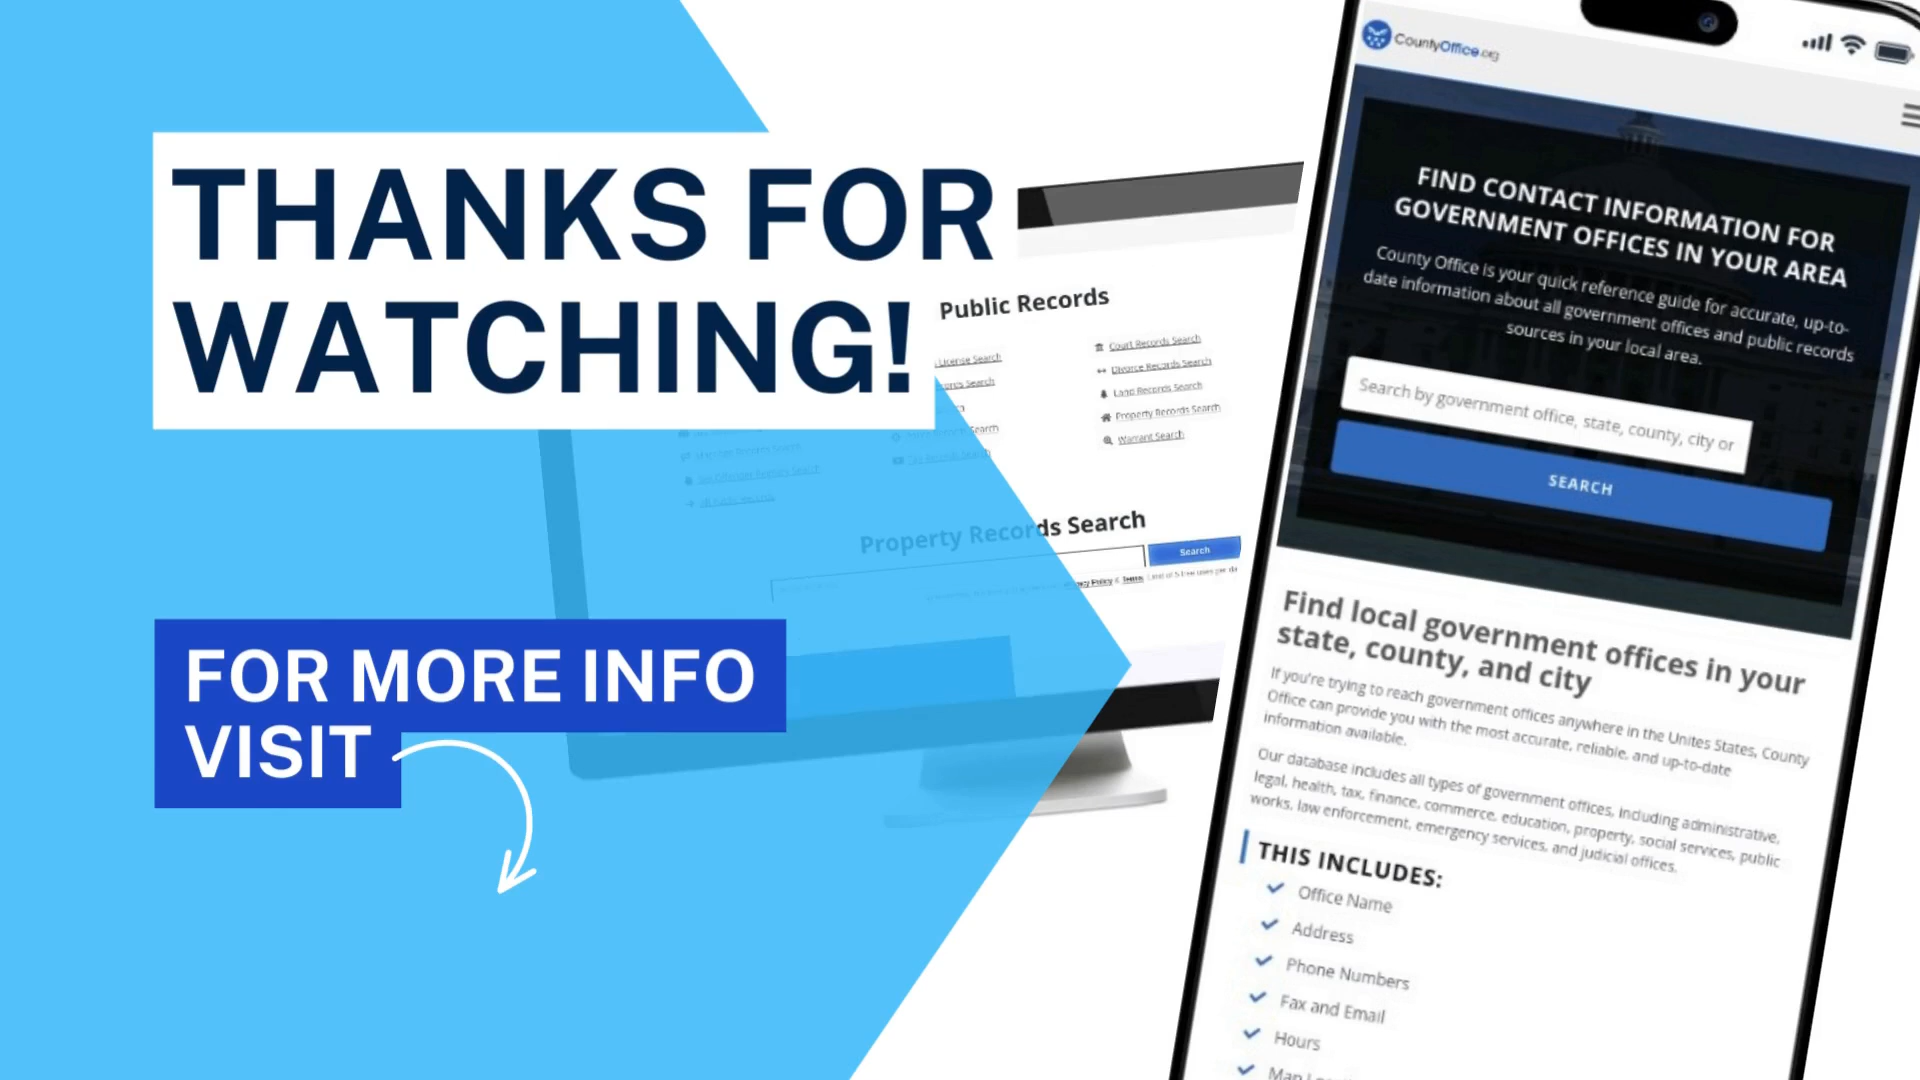 THANKS FOR
WATCHING!
FOR MORE INFO
VISIT
Public Records
License Search
Search
Search
Court Records Search
Divorce Records Search
Land Records Search
Property Records Search
Warrant Search
Property Records Search
Search
Policy & Terms
CountyOffice.org
FIND CONTACT INFORMATION FOR
GOVERNMENT OFFICES IN YOUR AREA
County Office is your quick reference guide for accurate, up-to-
date information about all government offices and public records
sources in your local area.
Search by government office, state, county, city or
SEARCH
Find local government offices in your
state, county, and city
If you're trying to reach government offices anywhere in the Unites States, County
Office can provide you with the most accurate, reliable, and up-to-date
information available.
Our database includes all types of government offices, including administrative,
legal, health, tax, finance, commerce, education, property, social services, public
works, law enforcement, emergency services, and judicial offices.
THIS INCLUDES:
Office Name
Address
Phone Numbers
Fax and Email
Hours